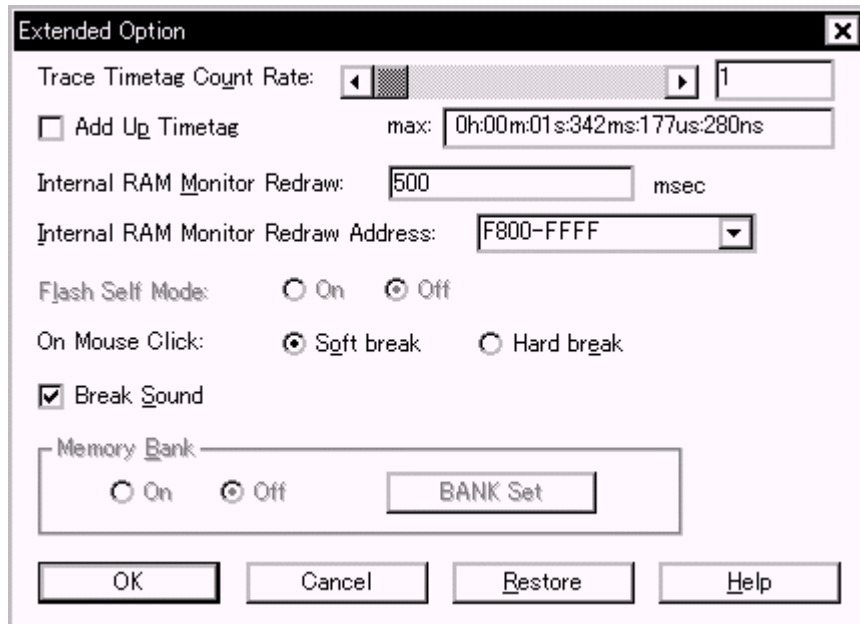 Extended Option
Trace Timetag Count Rate: 1
Add Up Timetag max: 0h:00m:01s:342ms:177us:280ns
Internal RAM Monitor Redraw: 500 msec
Internal RAM Monitor Redraw Address: F800-FFFF
Flash Self Mode: On Off
On Mouse Click: Soft break Hard break
Break Sound
Memory Bank
On Off BANK Set
OK Cancel Restore Help